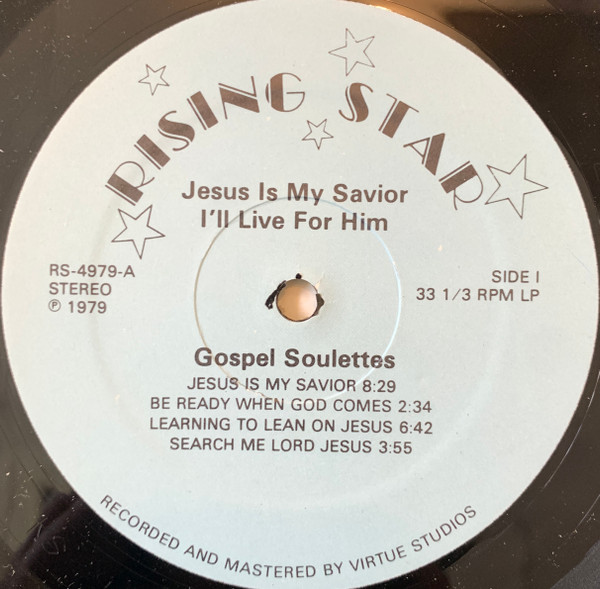 RISING STAR
Jesus Is My Savior
I'll Live For Him
RS-4979-A
STEREO
℗ 1979
SIDE I
33 1/3 RPM LP
Gospel Soulettes
JESUS IS MY SAVIOR 8:29
BE READY WHEN GOD COMES 2:34
LEARNING TO LEAN ON JESUS 6:42
SEARCH ME LORD JESUS 3:55
RECORDED AND MASTERED BY VIRTUE STUDIOS